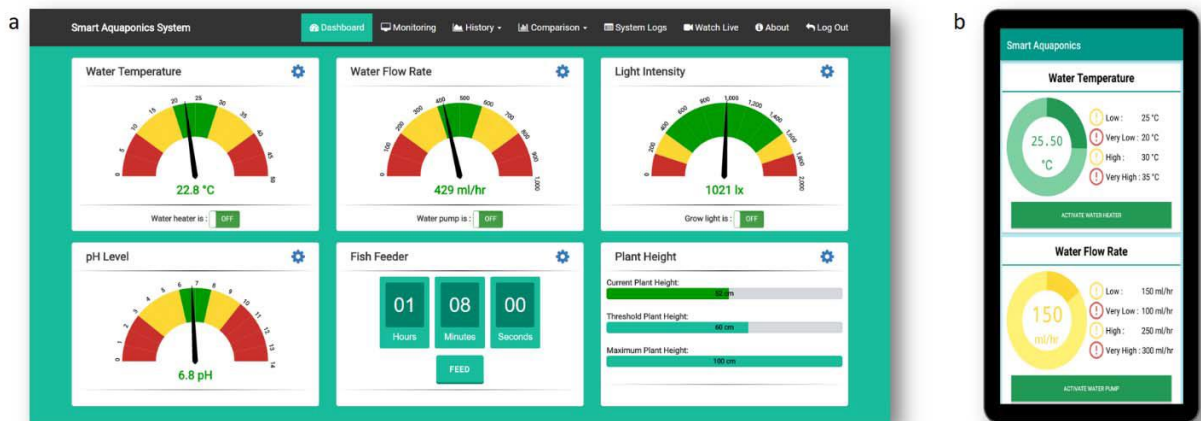 a
Smart Aquaponics System
Dashboard Monitoring History Comparison System Logs Watch Live About Log Out
Water Temperature
0 5 10 15 20 25 30 35 40 45 50
22.8 °C
Water heater is : OFF
Water Flow Rate
0 100 200 300 400 500 600 700 800 900 1,000
429 ml/hr
Water pump is : OFF
Light Intensity
0 200 400 600 800 1,000 1,200 1,400 1,600 1,800 2,000
1021 lx
Grow light is : OFF
pH Level
0 1 2 3 4 5 6 7 8 9 10 11 12 13 14
6.8 pH
Fish Feeder
01 08 00
Hours Minutes Seconds
FEED
Plant Height
Current Plant Height:
cm
Threshold Plant Height:
60 cm
Maximum Plant Height:
100 cm
b
Smart Aquaponics
Water Temperature
25.50
°C
Low : 25 °C
Very Low : 20 °C
High : 30 °C
Very High : 35 °C
ACTIVATE WATER HEATER
Water Flow Rate
150
ml/hr
Low : 150 ml/hr
Very Low : 100 ml/hr
High : 250 ml/hr
Very High : 300 ml/hr
ACTIVATE WATER PUMP